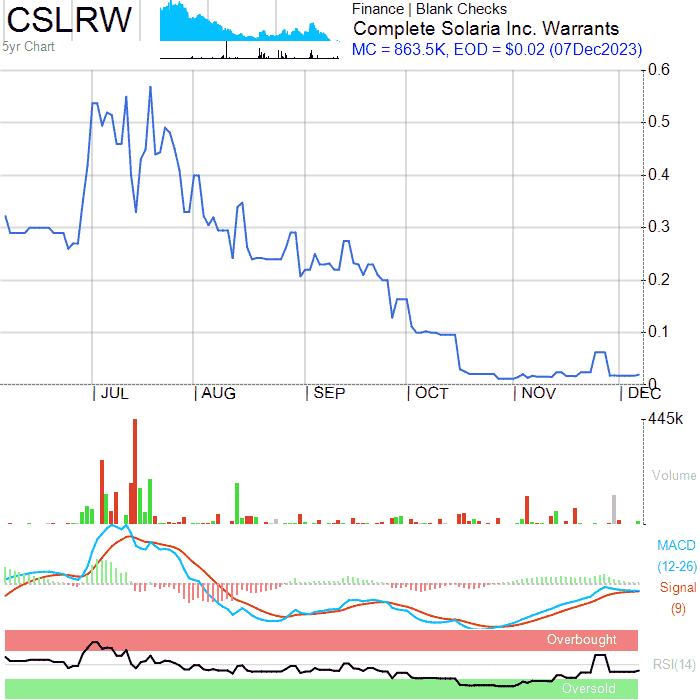 CSLRW
5yr Chart
Finance | Blank Checks
Complete Solaria Inc. Warrants
MC = 863.5K, EOD = $0.02 (07Dec2023)
0.6
0.5
0.4
0.3
0.2
0.1
0
JUL AUG SEP OCT NOV DEC
445k
Volume
MACD
(12-26)
Signal
(9)
Overbought
RSI(14)
Oversold